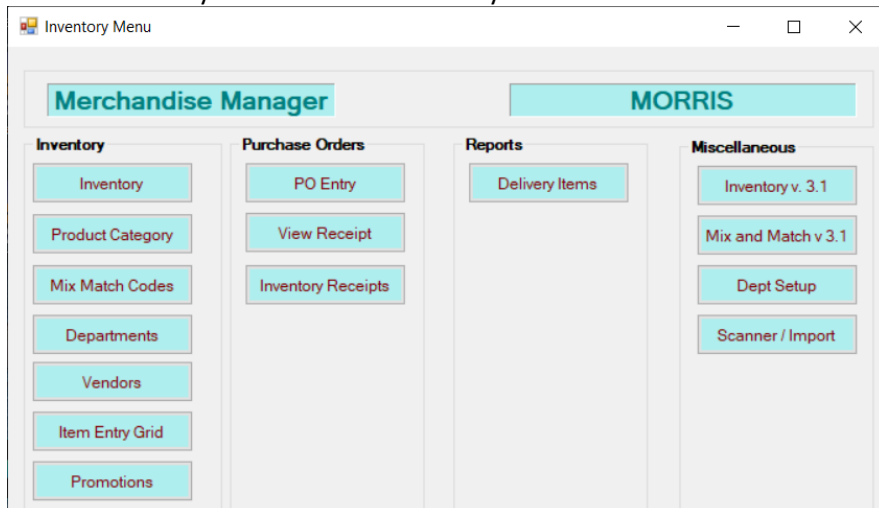 Inventory Menu
Merchandise Manager
MORRIS
Inventory
Inventory
Product Category
Mix Match Codes
Departments
Vendors
Item Entry Grid
Promotions
Purchase Orders
PO Entry
View Receipt
Inventory Receipts
Reports
Delivery Items
Miscellaneous
Inventory v. 3.1
Mix and Match v 3.1
Dept Setup
Scanner / Import